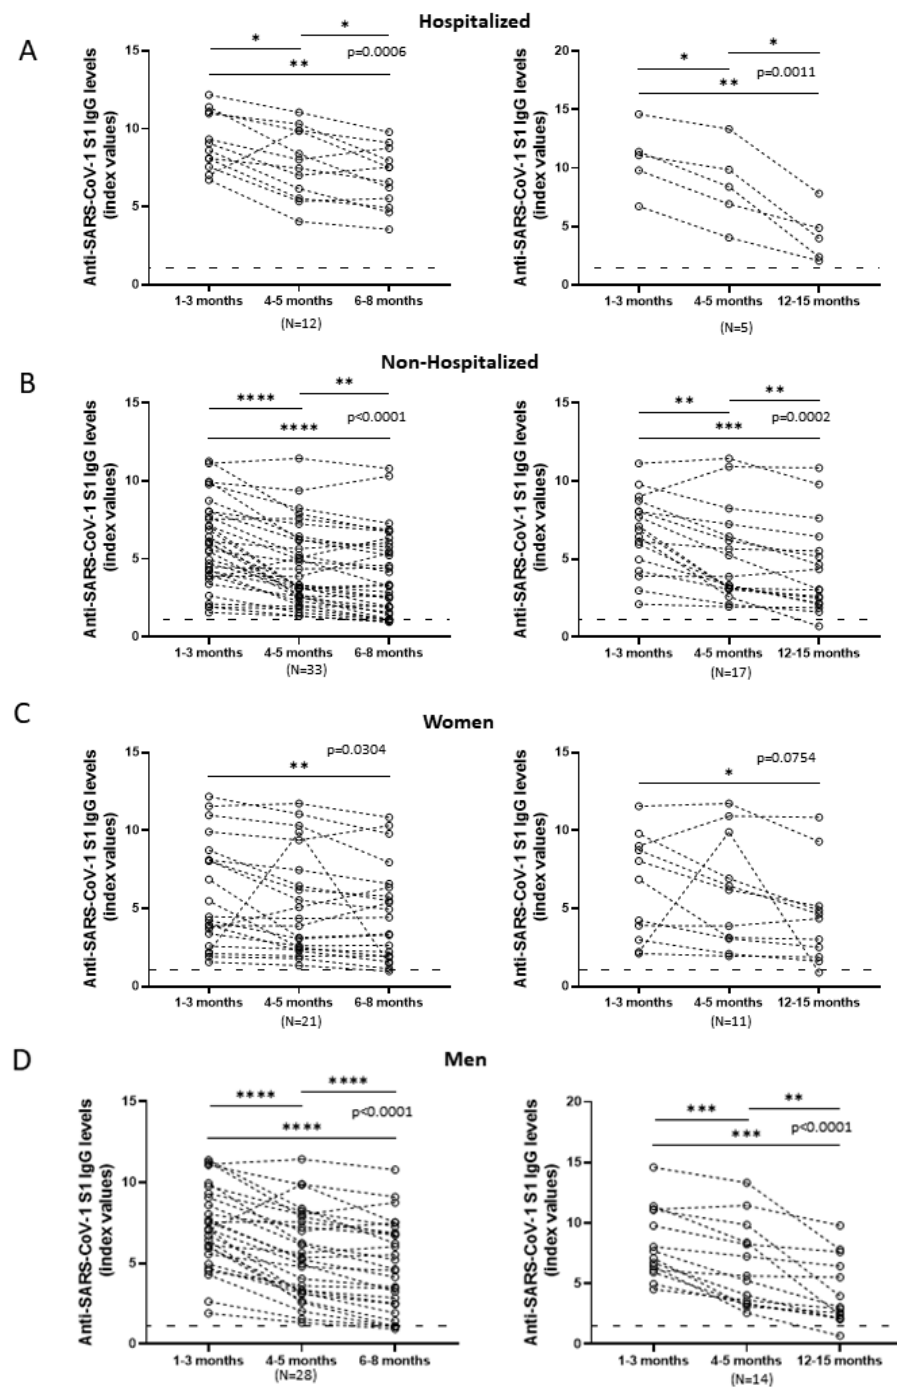 Hospitalized
A
* *
p=0.0006
**
15
10
5
0
Anti-SARS-CoV-1 S1 IgG levels
(index values)
1-3 months 4-5 months 6-8 months
(N=12)
* *
p=0.0011
**
20
15
10
5
0
Anti-SARS-CoV-1 S1 IgG levels
(index values)
1-3 months 4-5 months 12-15 months
(N=5)
Non-Hospitalized
B
**** **
p<0.0001
****
15
10
5
0
Anti-SARS-CoV-1 S1 IgG levels
(index values)
1-3 months 4-5 months 6-8 months
(N=33)
** **
p=0.0002
***
15
10
5
0
Anti-SARS-CoV-1 S1 IgG levels
(index values)
1-3 months 4-5 months 12-15 months
(N=17)
C
Women
p=0.0304
**
15
10
5
0
Anti-SARS-CoV-1 S1 IgG levels
(index values)
1-3 months 4-5 months 6-8 months
(N=21)
p=0.0754
*
15
10
5
0
Anti-SARS-CoV-1 S1 IgG levels
(index values)
1-3 months 4-5 months 12-15 months
(N=11)
D
Men
**** ****
p<0.0001
****
15
10
5
0
Anti-SARS-CoV-1 S1 IgG levels
(index values)
1-3 months 4-5 months 6-8 months
(N=28)
*** **
p<0.0001
***
20
15
10
5
0
Anti-SARS-CoV-1 S1 IgG levels
(index values)
1-3 months 4-5 months 12-15 months
(N=14)